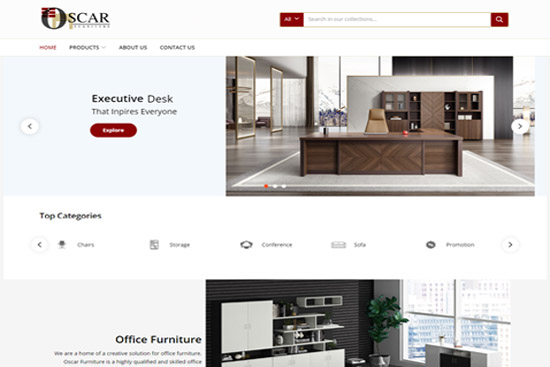 OSCAR
FURNITURE
All
Search in our collections...
HOME PRODUCTS ABOUT US CONTACT US
Executive Desk
That Inpires Everyone
Explore
Top Categories
Chairs Storage Conference Sofa Promotion
Office Furniture
We are a home of a creative solution for office furniture.
Oscar Furniture is a highly qualified and skilled office